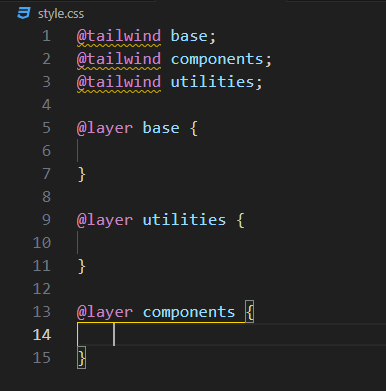 style.css
1 @tailwind base;
2 @tailwind components;
3 @tailwind utilities;
4
5 @layer base {
6
7 }
8
9 @layer utilities {
10
11 }
12
13 @layer components {
14
15 }